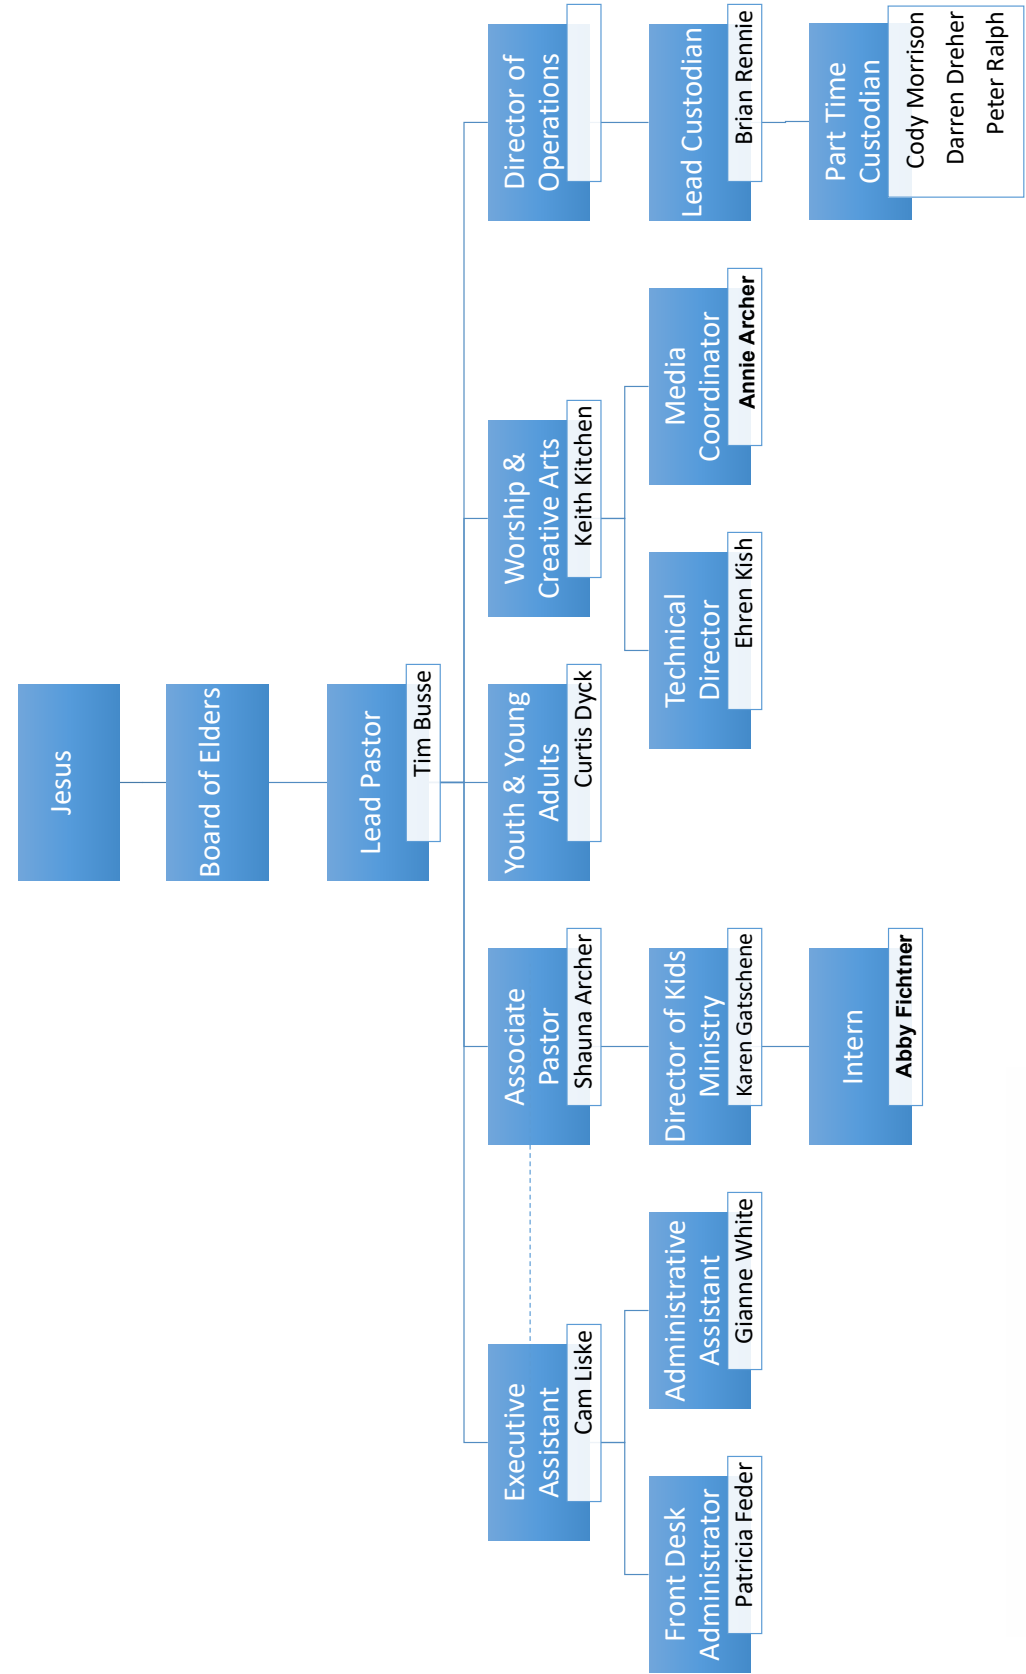 Jesus
Board of Elders
Lead Pastor
Tim Busse
Executive
Assistant
Cam Liske
Associate
Pastor
Shauna Archer
Youth & Young
Adults
Curtis Dyck
Worship &
Creative Arts
Keith Kitchen
Director of
Operations
Front Desk
Administrator
Patricia Feder
Administrative
Assistant
Gianne White
Director of Kids
Ministry
Karen Gatschene
Technical
Director
Ehren Kish
Media
Coordinator
Annie Archer
Lead Custodian
Brian Rennie
Intern
Abby Fichtner
Part Time
Custodian
Cody Morrison
Darren Dreher
Peter Ralph